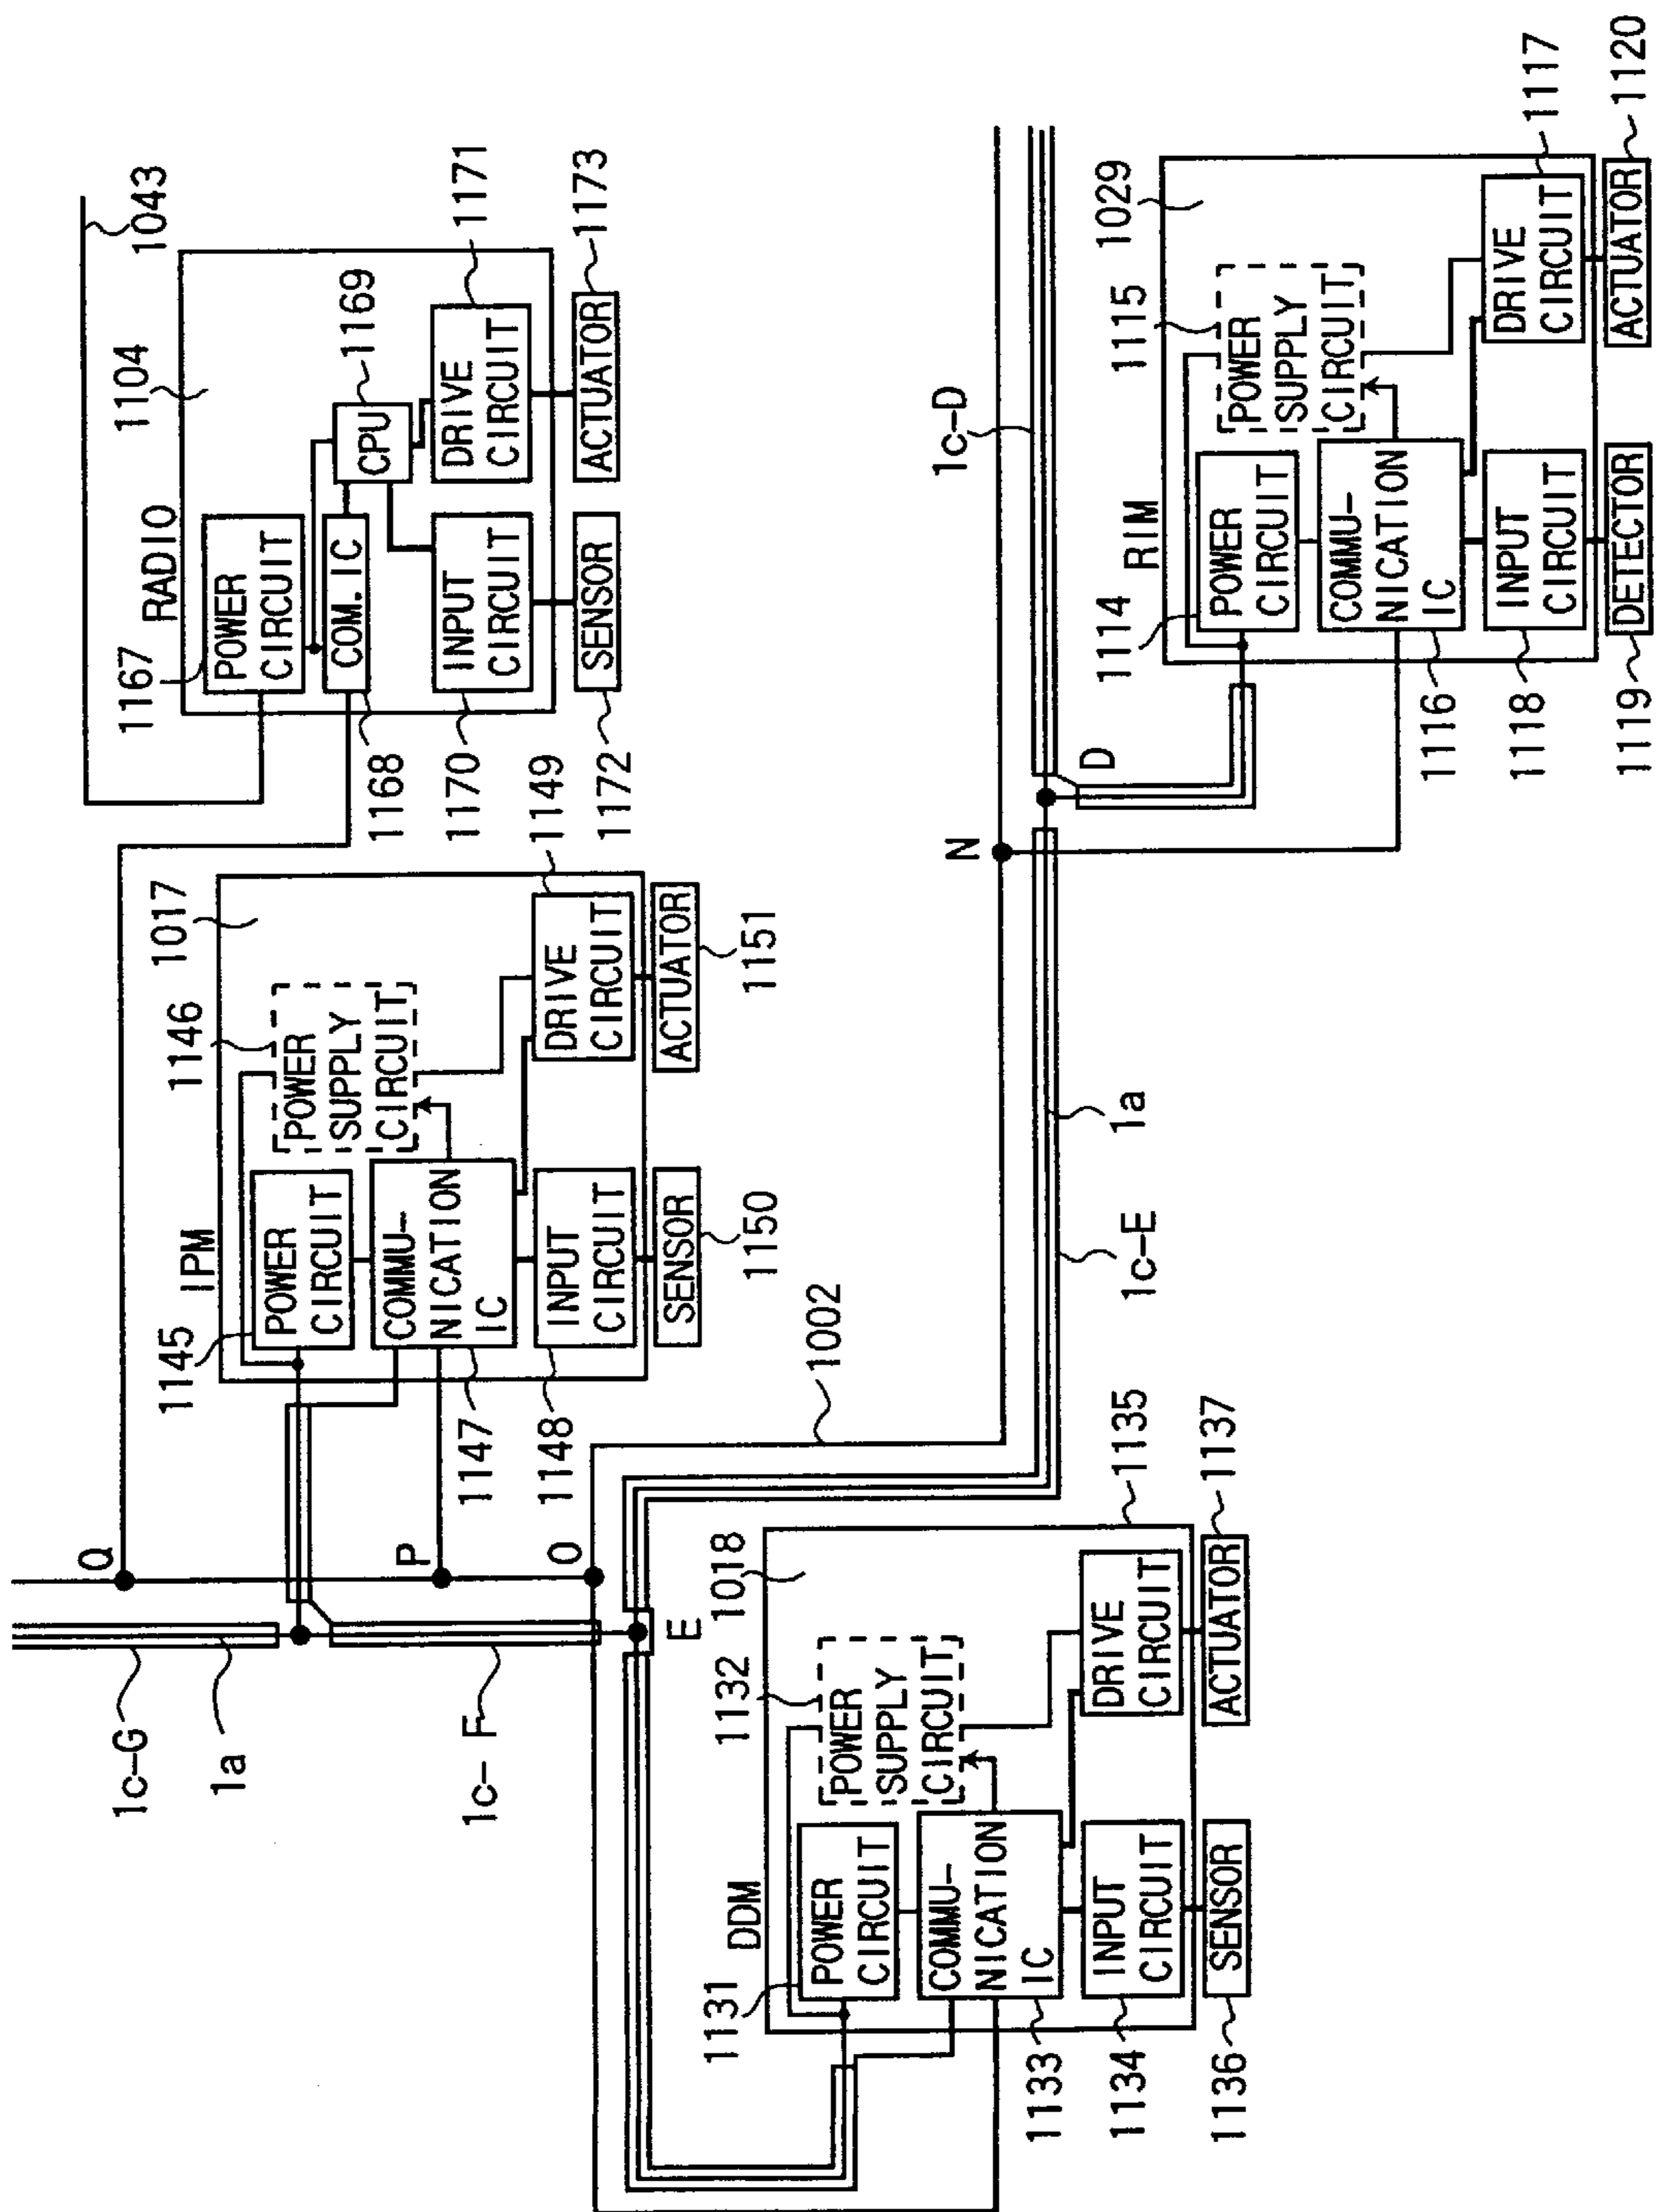 1c-G
1a
1c-F
Q
P
O
E
1145
IPM
1146
1017
POWER
CIRCUIT
POWER
SUPPLY
CIRCUIT
COMMU-
NICATION
IC
INPUT
CIRCUIT
DRIVE
CIRCUIT
SENSOR
ACTUATOR
1147
1148
1150
1149
1151
1167
RADIO
1104
1043
POWER
CIRCUIT
COM. IC
CPU
1169
INPUT
CIRCUIT
DRIVE
CIRCUIT
1171
SENSOR
ACTUATOR
1173
1168
1170
1172
1131
DDM
1132
1018
POWER
CIRCUIT
POWER
SUPPLY
CIRCUIT
COMMU-
NICATION
IC
INPUT
CIRCUIT
DRIVE
CIRCUIT
SENSOR
ACTUATOR
1133
1134
1136
1135
1137
1002
1c-E
1a
N
1c-D
D
1114
RIM
1115
1029
POWER
CIRCUIT
POWER
SUPPLY
CIRCUIT
COMMU-
NICATION
IC
INPUT
CIRCUIT
DRIVE
CIRCUIT
DETECTOR
ACTUATOR
1116
1118
1119
1117
1120